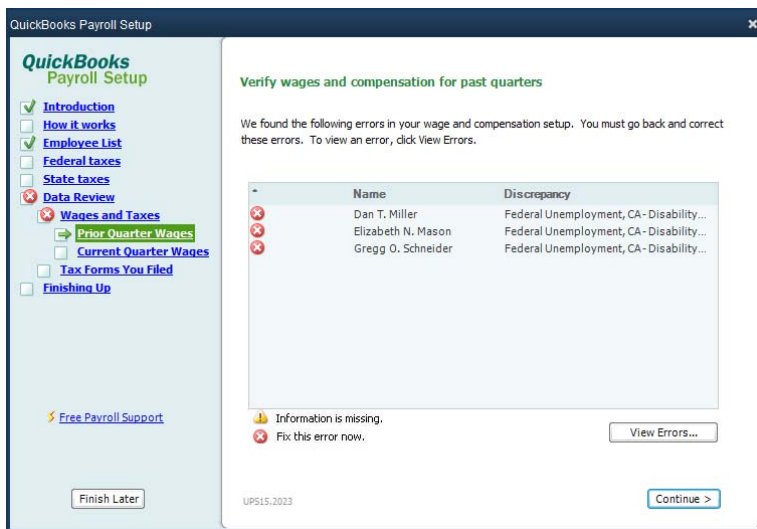 QuickBooks Payroll Setup
QuickBooks
Payroll Setup
Introduction
How it works
Employee List
Federal taxes
State taxes
Data Review
Wages and Taxes
Prior Quarter Wages
Current Quarter Wages
Tax Forms You Filed
Finishing Up
Free Payroll Support
Finish Later
Verify wages and compensation for past quarters
We found the following errors in your wage and compensation setup. You must go back and correct
these errors. To view an error, click View Errors.
Name Discrepancy
Dan T. Miller Federal Unemployment, CA- Disability...
Elizabeth N. Mason Federal Unemployment, CA- Disability...
Gregg O. Schneider Federal Unemployment, CA- Disability...
Information is missing.
Fix this error now.
View Errors...
UPS15.2023
Continue >